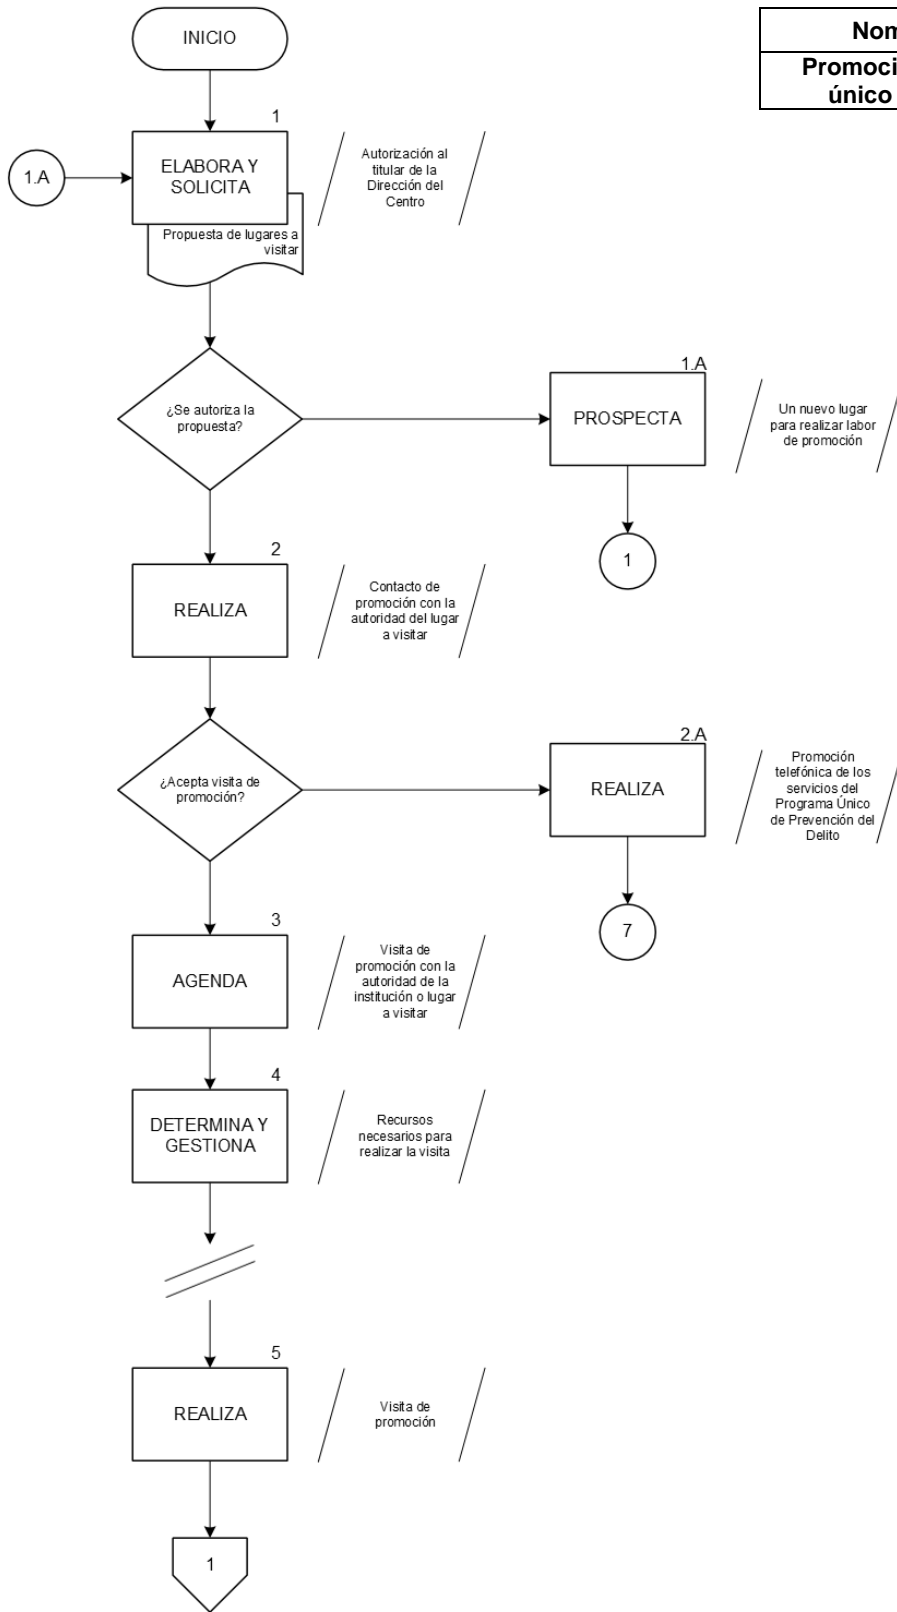 INICIO
Nom
Promoci
único
1
ELABORA Y
SOLICITA
Autorización al
titular de la
Dirección del
Centro
1.A
Propuesta de lugares a
visitar
¿Se autoriza la
propuesta?
1.A
PROSPECTA
Un nuevo lugar
para realizar labor
de promoción
1
2
REALIZA
Contacto de
promoción con la
autoridad del lugar
a visitar
¿Acepta visita de
promoción?
2.A
REALIZA
Promoción
telefónica de los
servicios del
Programa Único
de Prevención del
Delito
7
3
AGENDA
Visita de
promoción con la
autoridad de la
institución o lugar
a visitar
4
DETERMINA Y
GESTIONA
Recursos
necesarios para
realizar la visita
5
REALIZA
Visita de
promoción
1